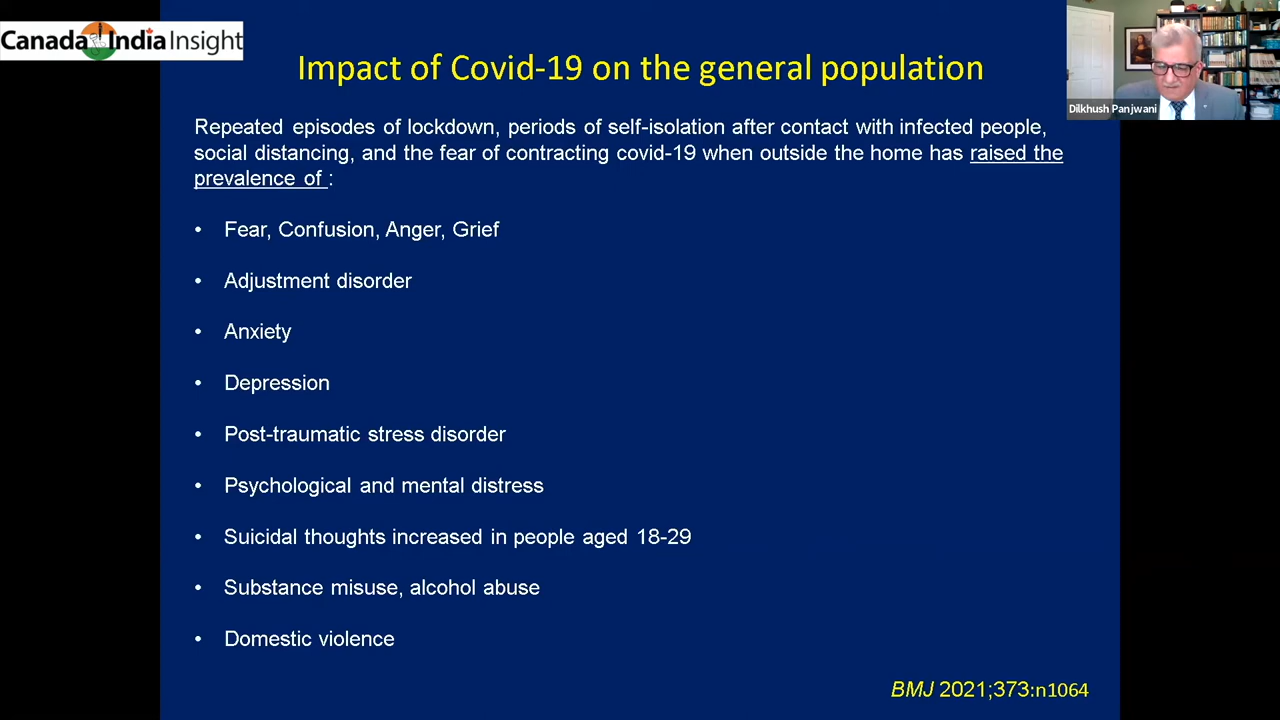 Canada India Insight
Impact of Covid-19 on the general population
Dilkhush Panjwani
Repeated episodes of lockdown, periods of self-isolation after contact with infected people,
social distancing, and the fear of contracting covid-19 when outside the home has raised the
prevalence of :
• Fear, Confusion, Anger, Grief
• Adjustment disorder
• Anxiety
• Depression
• Post-traumatic stress disorder
• Psychological and mental distress
• Suicidal thoughts increased in people aged 18-29
• Substance misuse, alcohol abuse
• Domestic violence
BMJ 2021;373:n1064